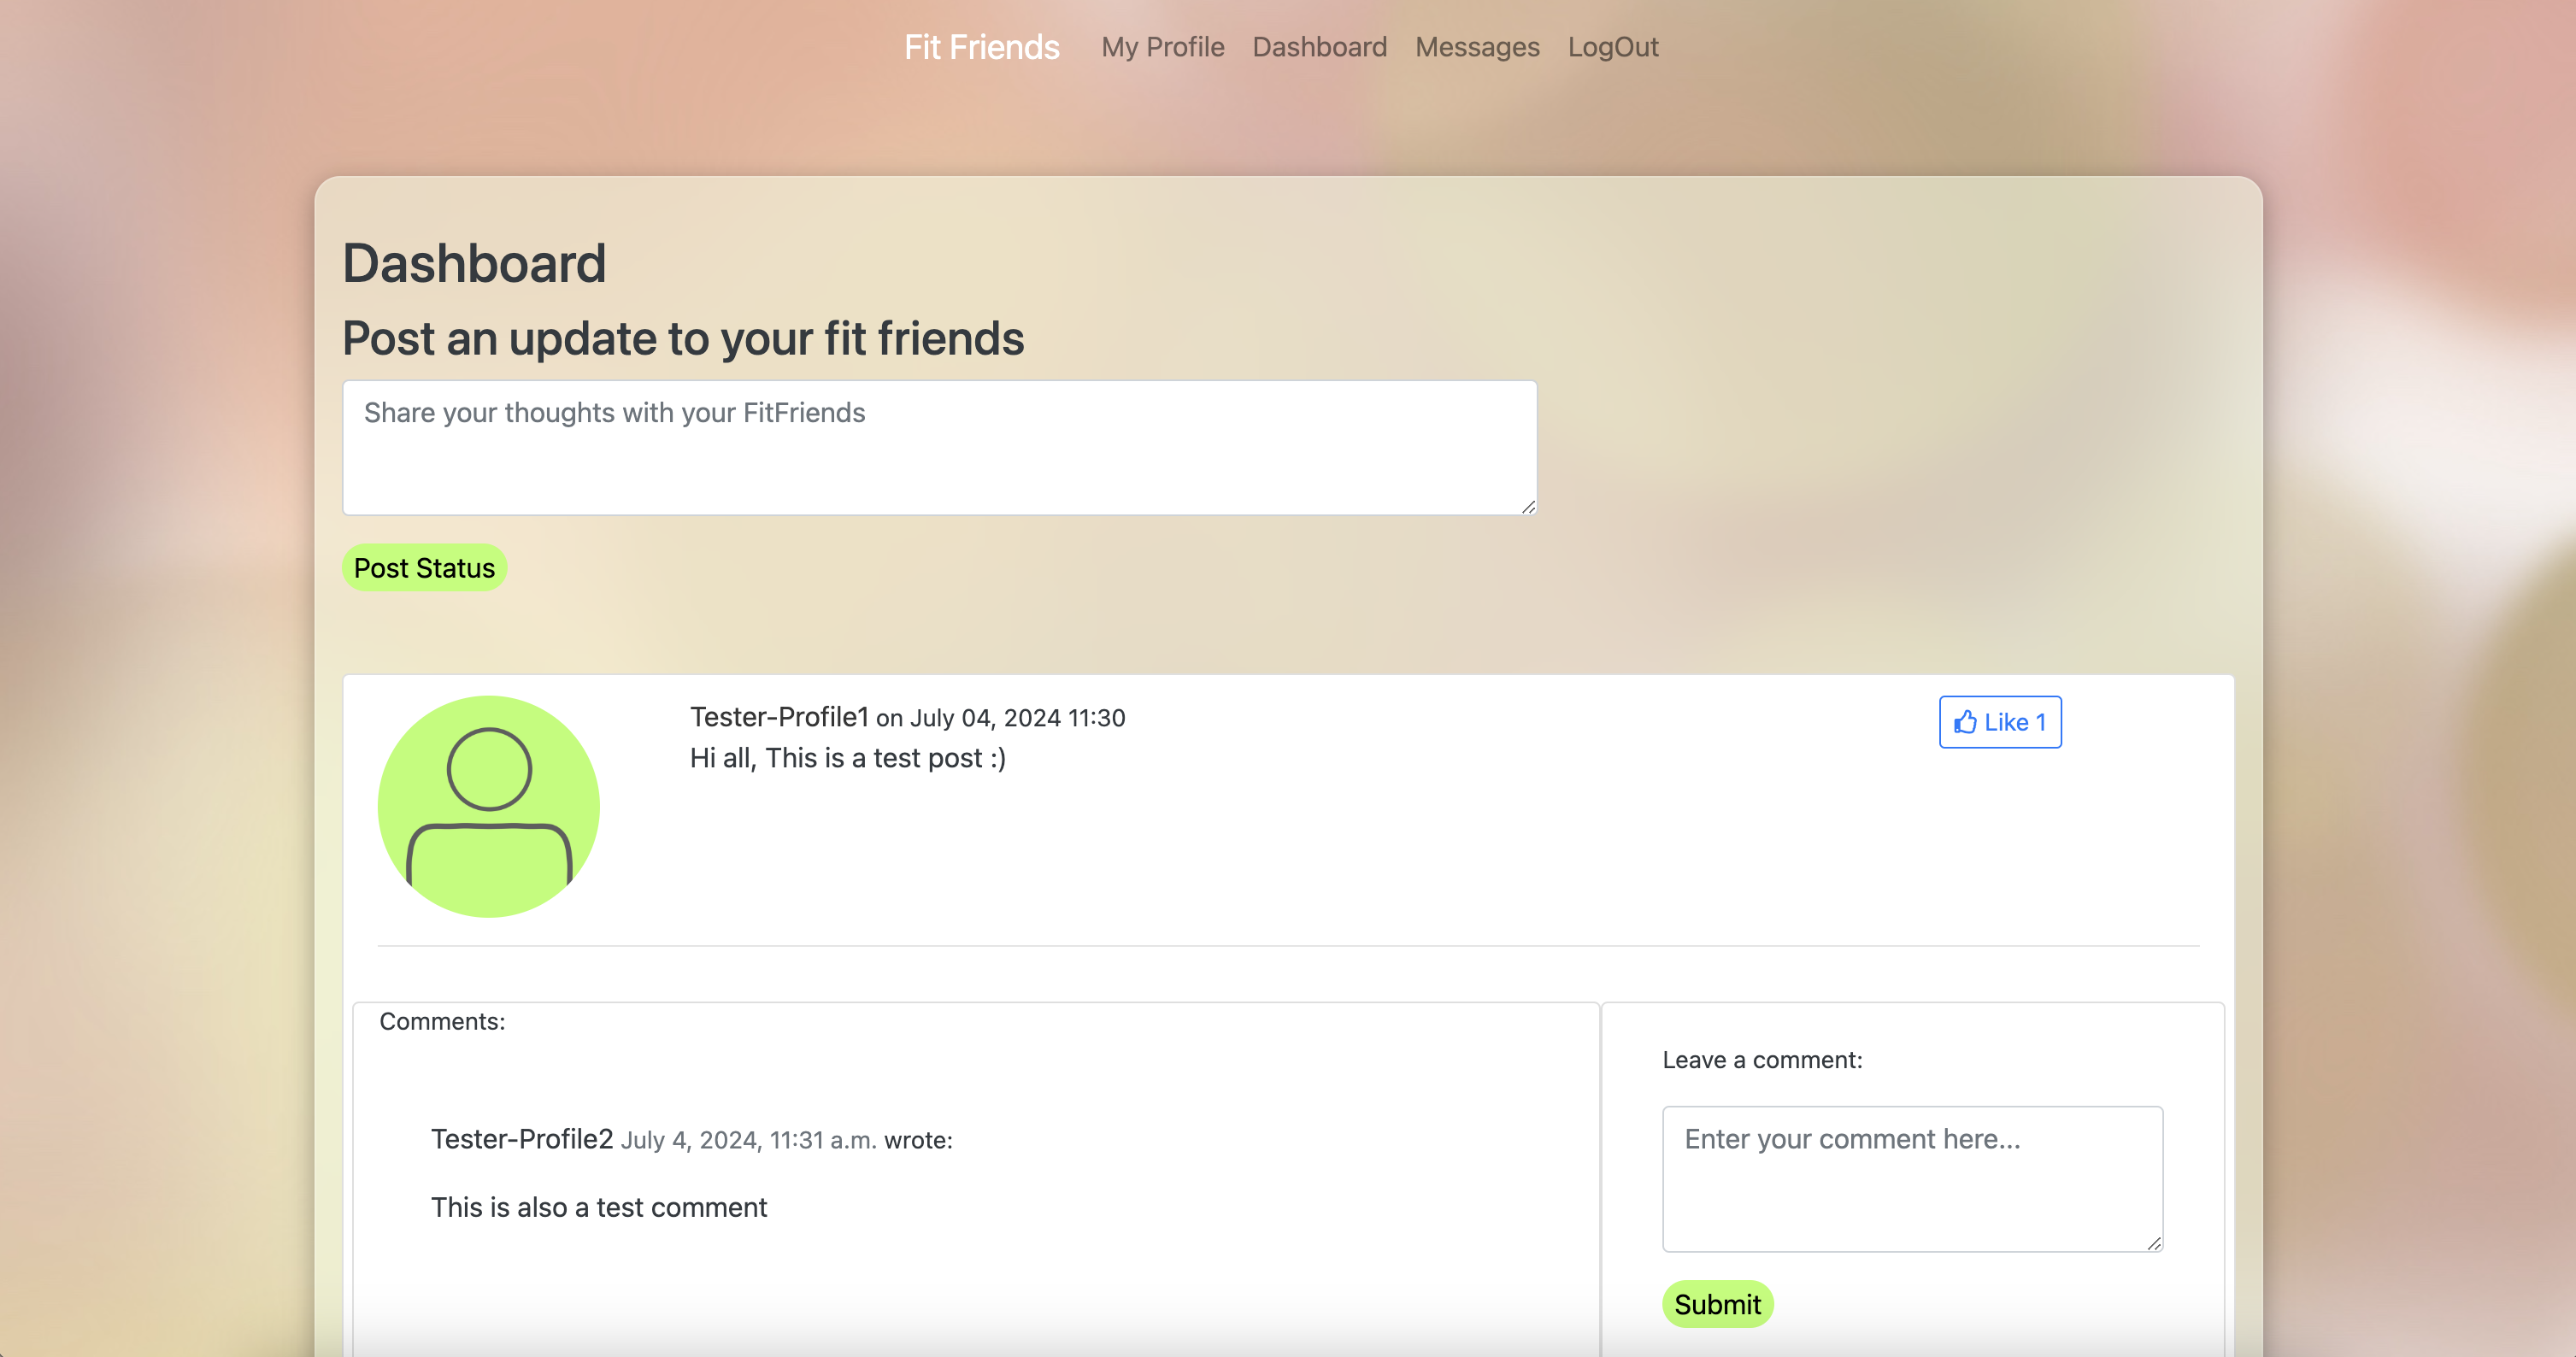 Fit Friends My Profile Dashboard Messages LogOut
Dashboard
Post an update to your fit friends
Share your thoughts with your FitFriends
Post Status
Tester-Profile1 on July 04, 2024 11:30
Like 1
Hi all, This is a test post :)
Comments:
Tester-Profile2 July 4, 2024, 11:31 a.m. wrote:
This is also a test comment
Leave a comment:
Enter your comment here...
Submit